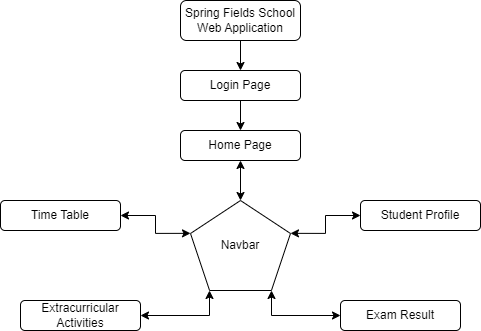 Spring Fields School
Web Application
Login Page
Home Page
Time Table
Student Profile
Navbar
Extracurricular
Activities
Exam Result